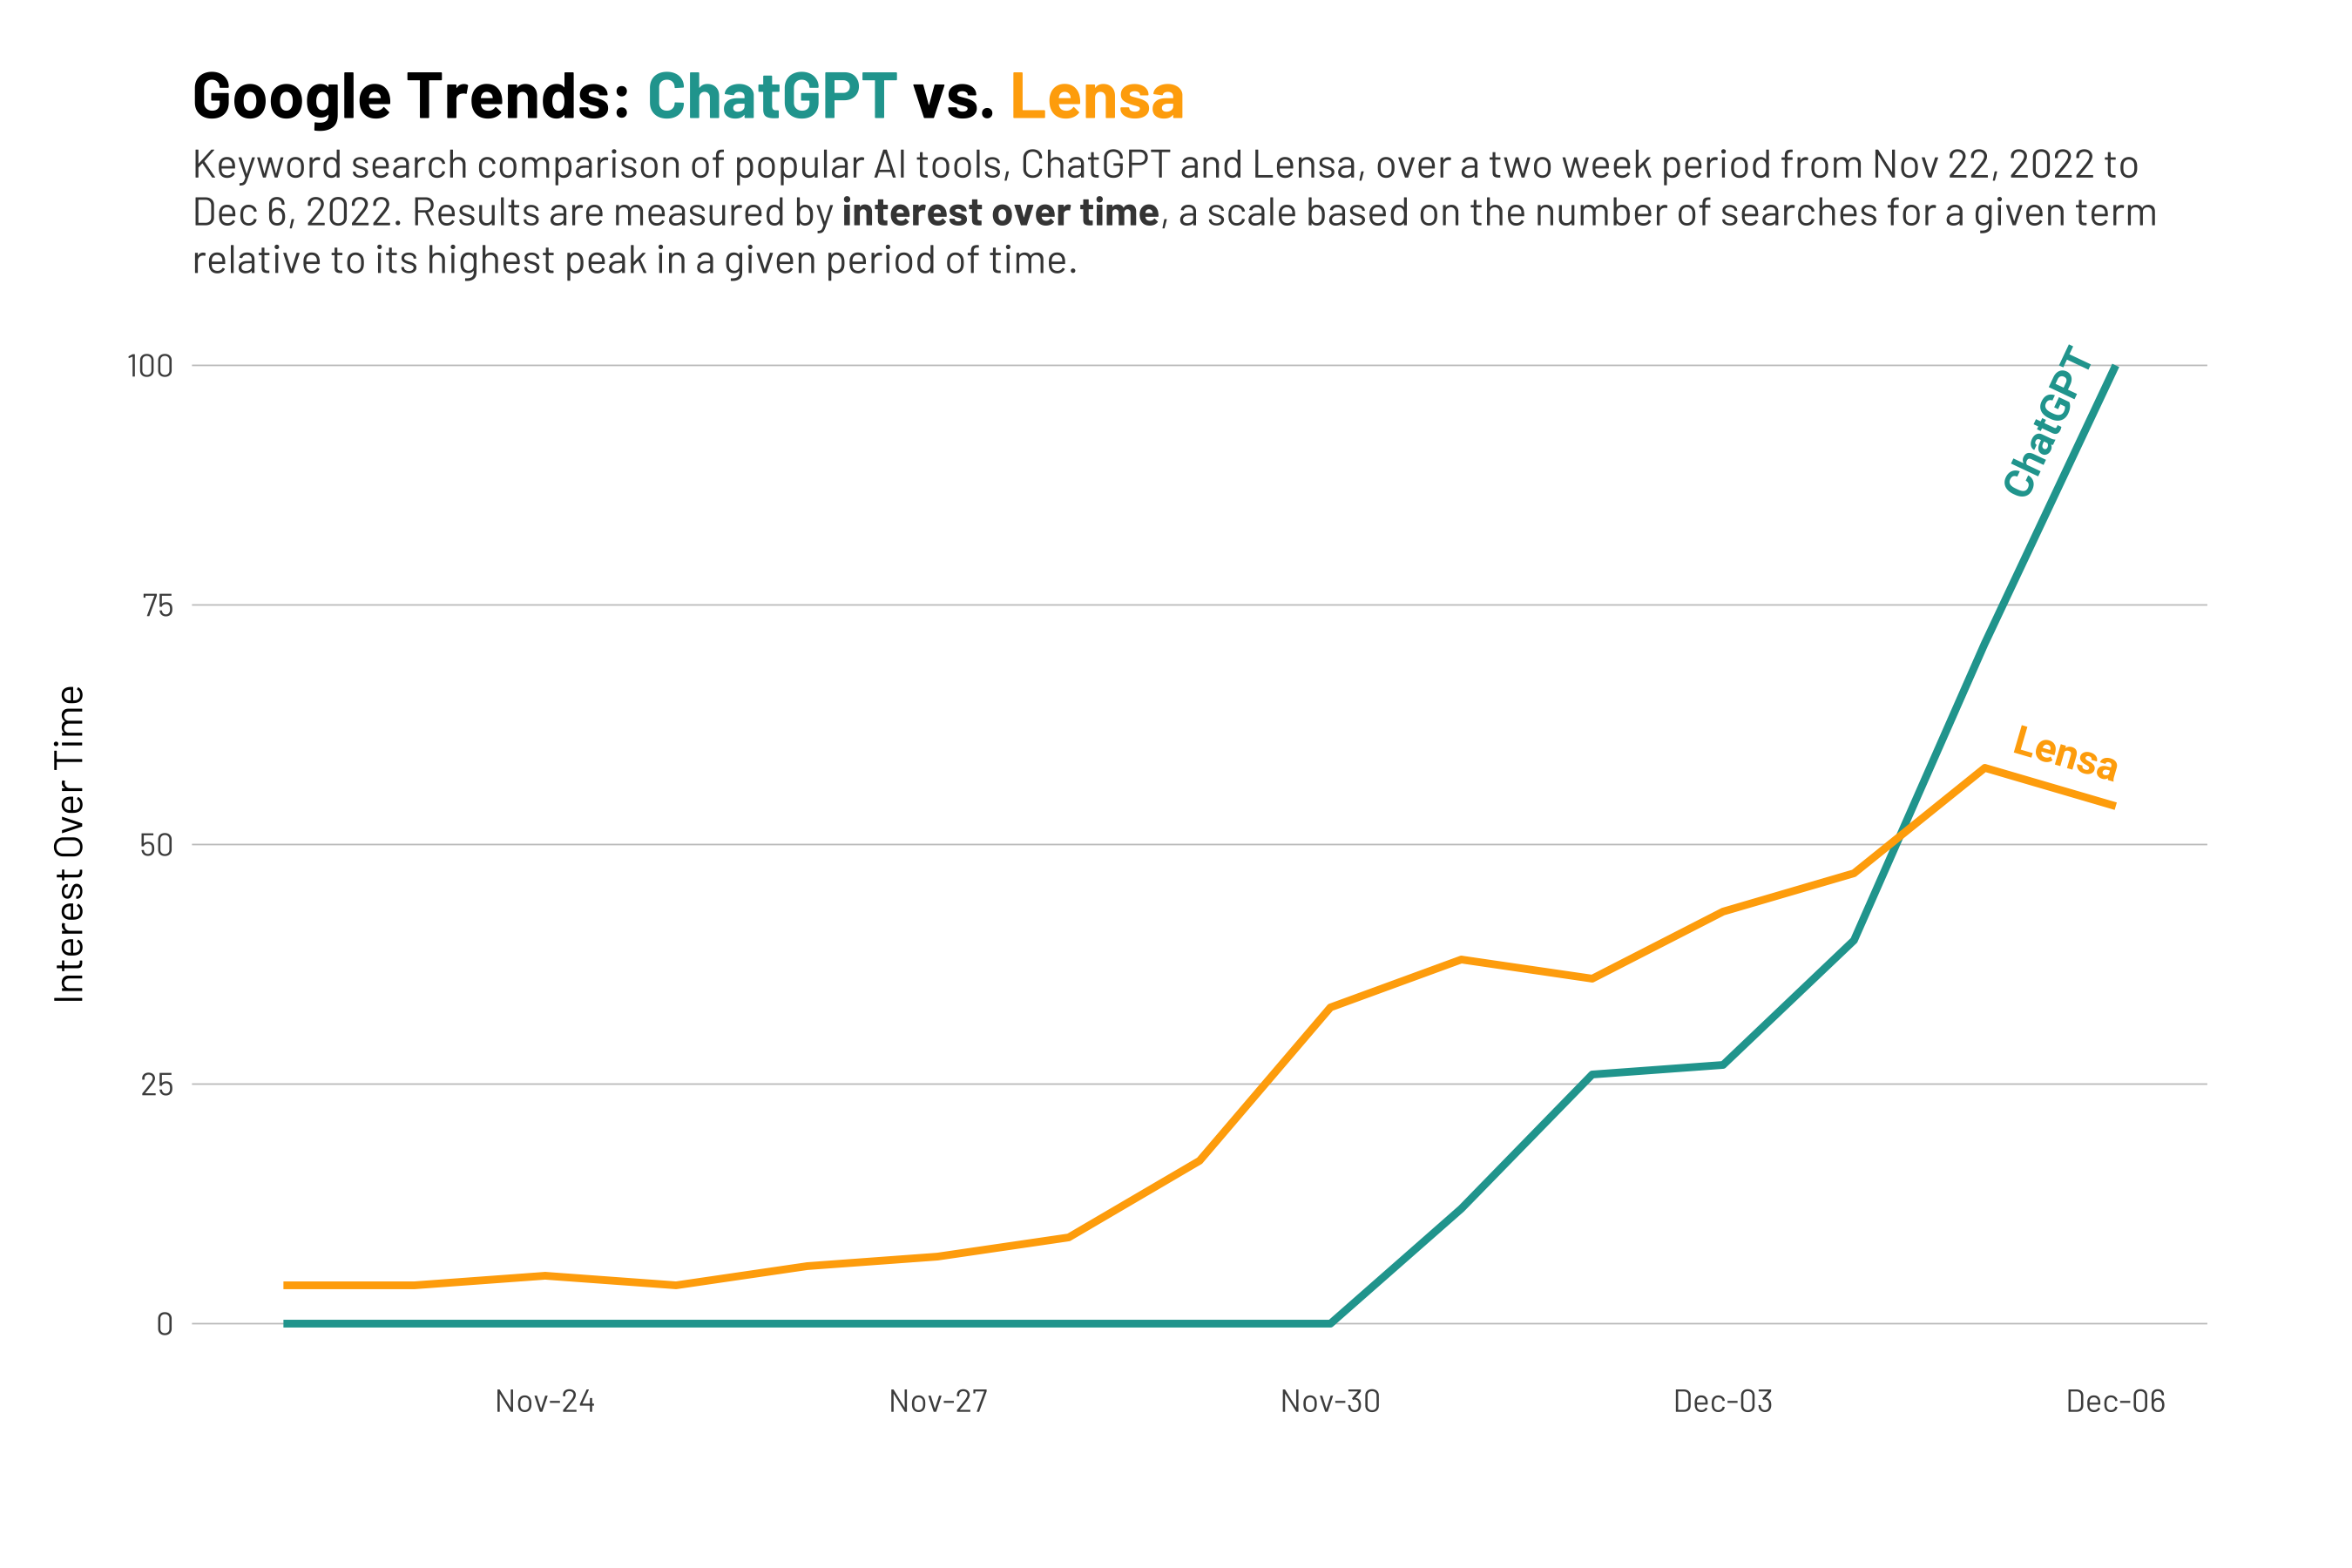 Google Trends: ChatGPT vs. Lensa
Keyword search comparison of popular AI tools, ChatGPT and Lensa, over a two week period from Nov 22, 2022 to
Dec 6, 2022. Results are measured by interest over time, a scale based on the number of searches for a given term
relative to its highest peak in a given period of time.
100
75
50
25
0
Interest Over Time
ChatGPT
Lensa
Nov-24
Nov-27
Nov-30
Dec-03
Dec-06